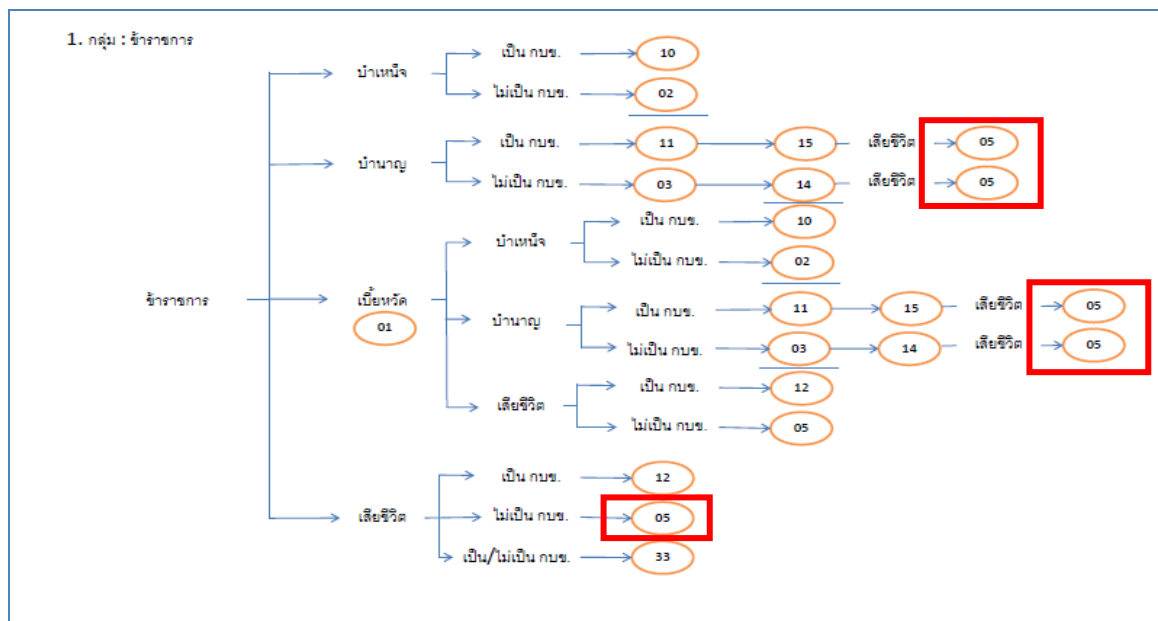 1. กลุ่ม : ข้าราชการ
เป็น กบข. 10
บำเหน็จ
ไม่เป็น กบข. 02
เป็น กบข. 11 15 เสียชีวิต 05
บำนาญ
ไม่เป็น กบข. 03 14 เสียชีวิต 05
เป็น กบข. 10
บำเหน็จ
ไม่เป็น กบข. 02
ข้าราชการ
เบี้ยหวัด
01
เป็น กบข. 11 15 เสียชีวิต 05
บำนาญ
ไม่เป็น กบข. 03 14 เสียชีวิต 05
เป็น กบข. 12
เสียชีวิต
ไม่เป็น กบข. 05
เป็น กบข. 12
เสียชีวิต
ไม่เป็น กบข. 05
เป็น/ไม่เป็น กบข. 33